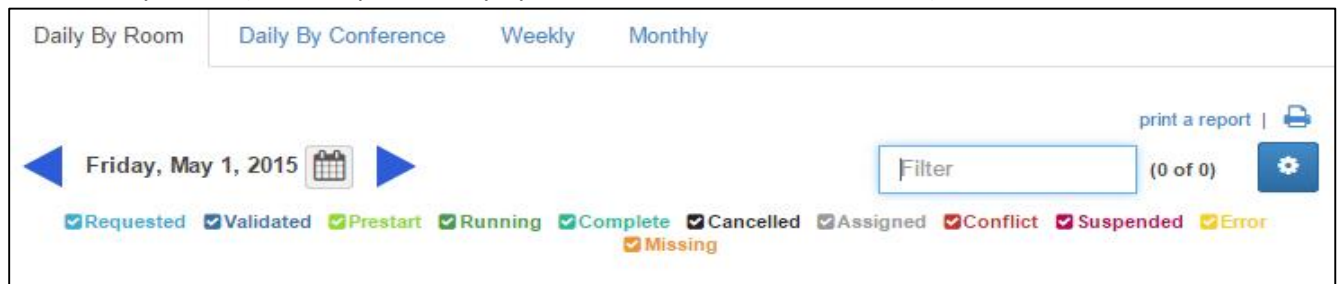 Daily By Room Daily By Conference Weekly Monthly
print a report |
Friday, May 1, 2015 Filter (0 of 0)
Requested Validated Prestart Running Complete Cancelled Assigned Conflict Suspended Error
Missing